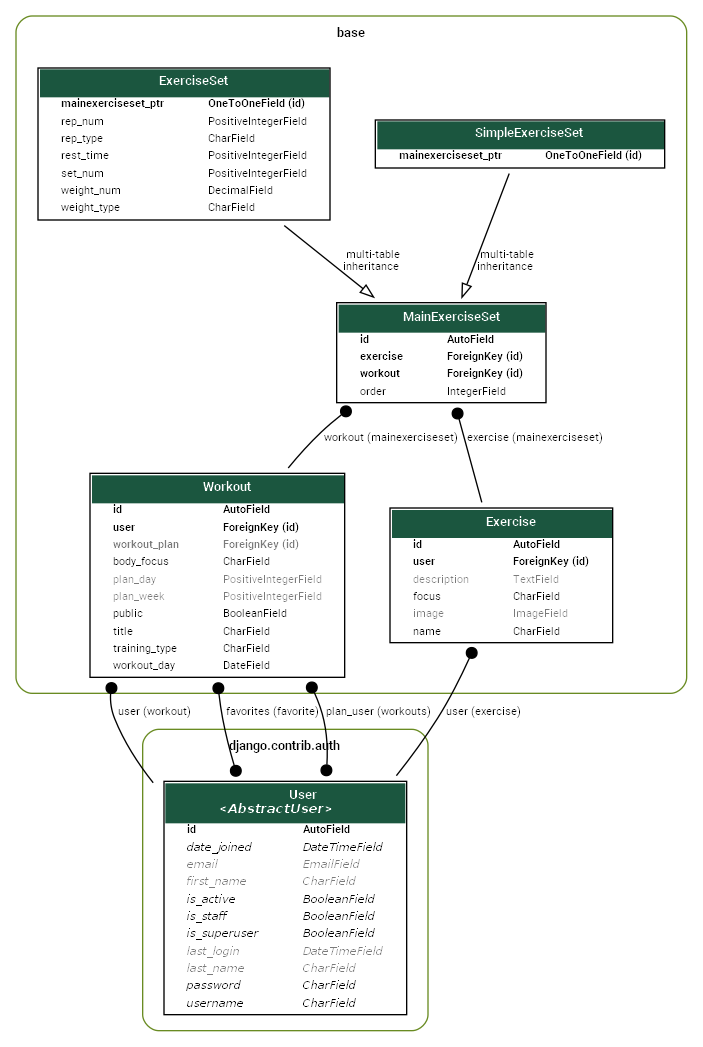 base
ExerciseSet
mainexerciseset_ptr OneToOneField (id)
rep_num PositiveIntegerField
rep_type CharField
rest_time PositiveIntegerField
set_num PositiveIntegerField
weight_num DecimalField
weight_type CharField
SimpleExerciseSet
mainexerciseset_ptr OneToOneField (id)
multi-table
inheritance
multi-table
inheritance
MainExerciseSet
id AutoField
exercise ForeignKey (id)
workout ForeignKey (id)
order IntegerField
workout (mainexerciseset)
exercise (mainexerciseset)
Workout
id AutoField
user ForeignKey (id)
workout_plan ForeignKey (id)
body_focus CharField
plan_day PositiveIntegerField
plan_week PositiveIntegerField
public BooleanField
title CharField
training_type CharField
workout_day DateField
Exercise
id AutoField
user ForeignKey (id)
description TextField
focus CharField
image ImageField
name CharField
user (workout)
favorites (favorite)
plan_user (workouts)
user (exercise)
django.contrib.auth
User
<AbstractUser>
id AutoField
date_joined DateTimeField
email EmailField
first_name CharField
is_active BooleanField
is_staff BooleanField
is_superuser BooleanField
last_login DateTimeField
last_name CharField
password CharField
username CharField